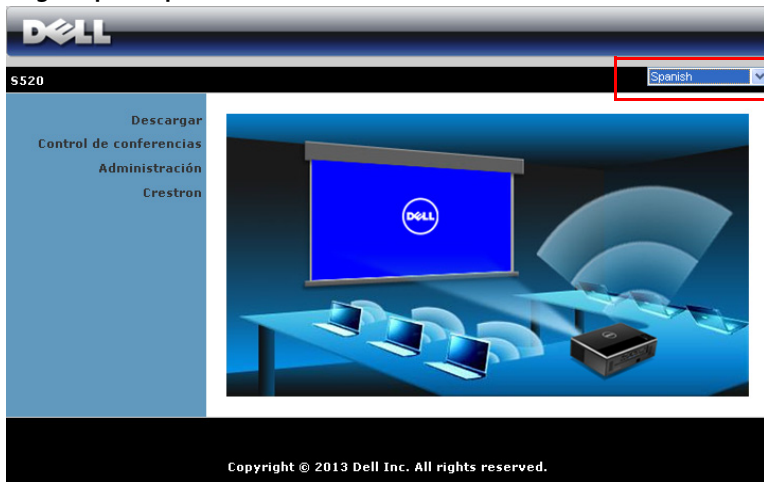 DELL
S520
Spanish
Descargar
Control de conferencias
Administración
Crestron
DELL
Copyright © 2013 Dell Inc. All rights reserved.